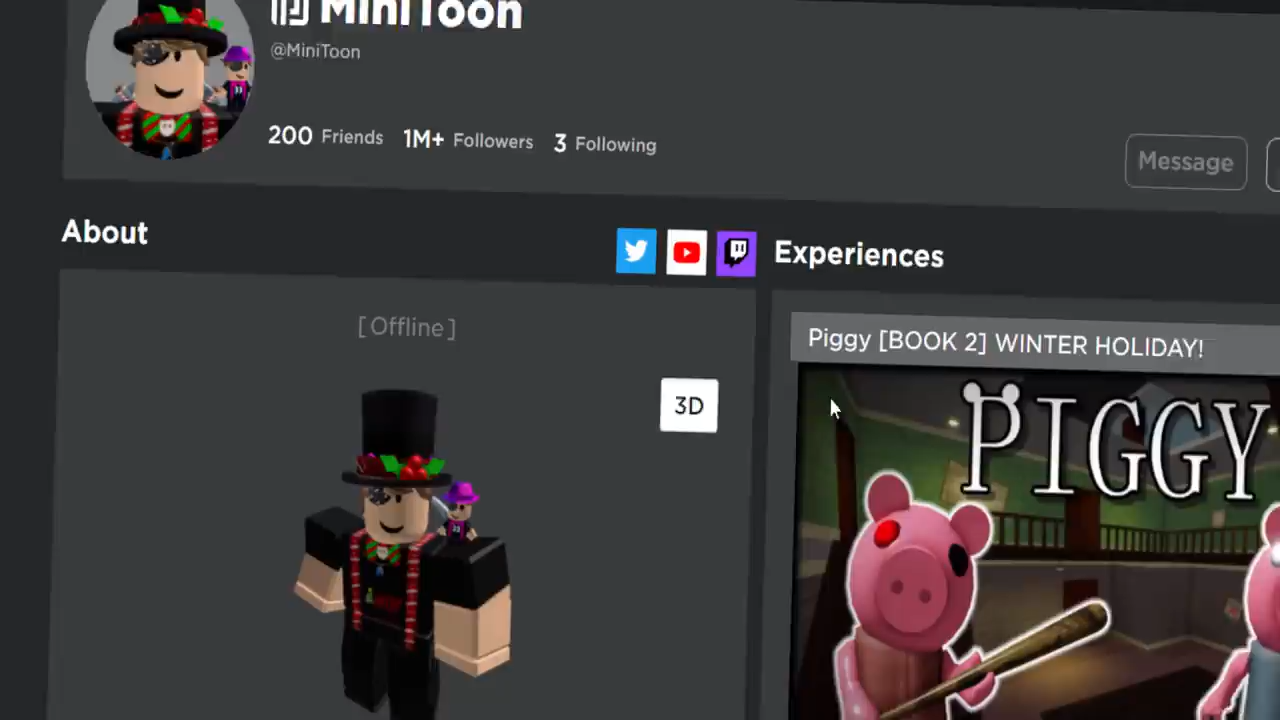 MiniToon
@MiniToon
200 Friends 1M+ Followers 3 Following
Message
About
Experiences
[ Offline ]
Piggy [BOOK 2] WINTER HOLIDAY!
3D
PIGGY